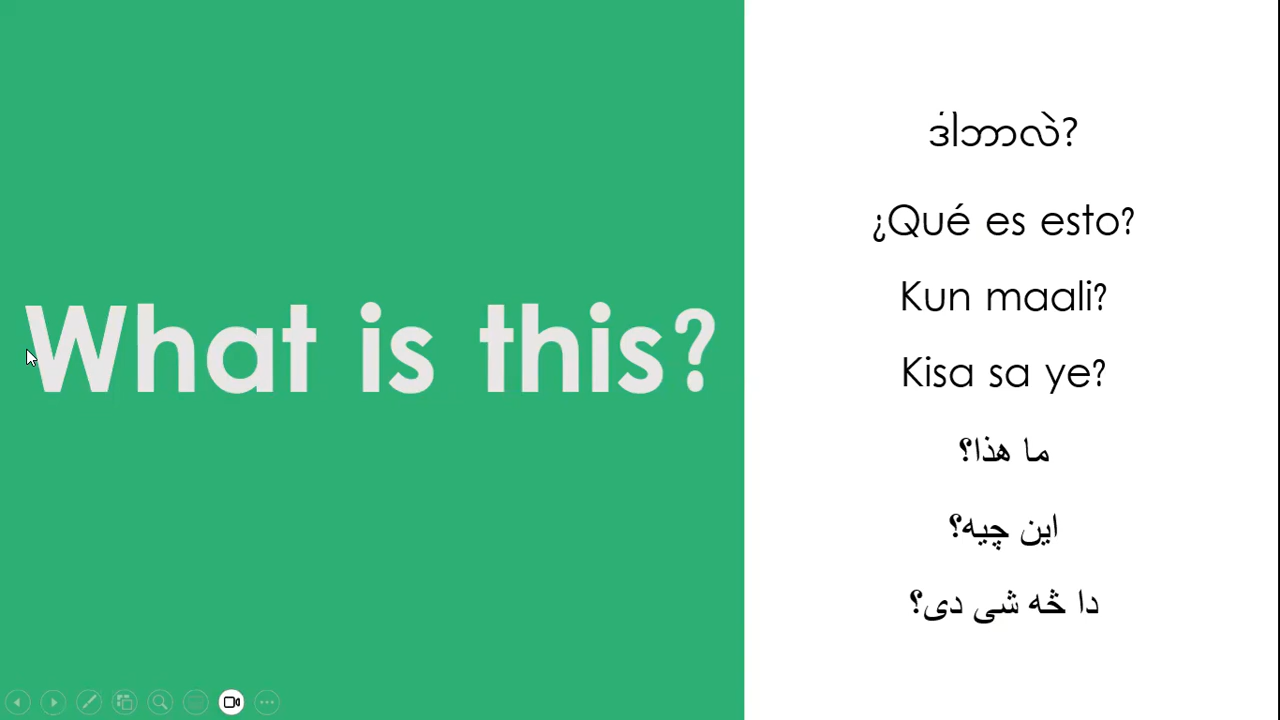 What is this?
ဒါဘာလဲ?
¿Qué es esto?
Kun maali?
Kisa sa ye?
ما هذا؟
این چیه؟
دا څه شی دی؟